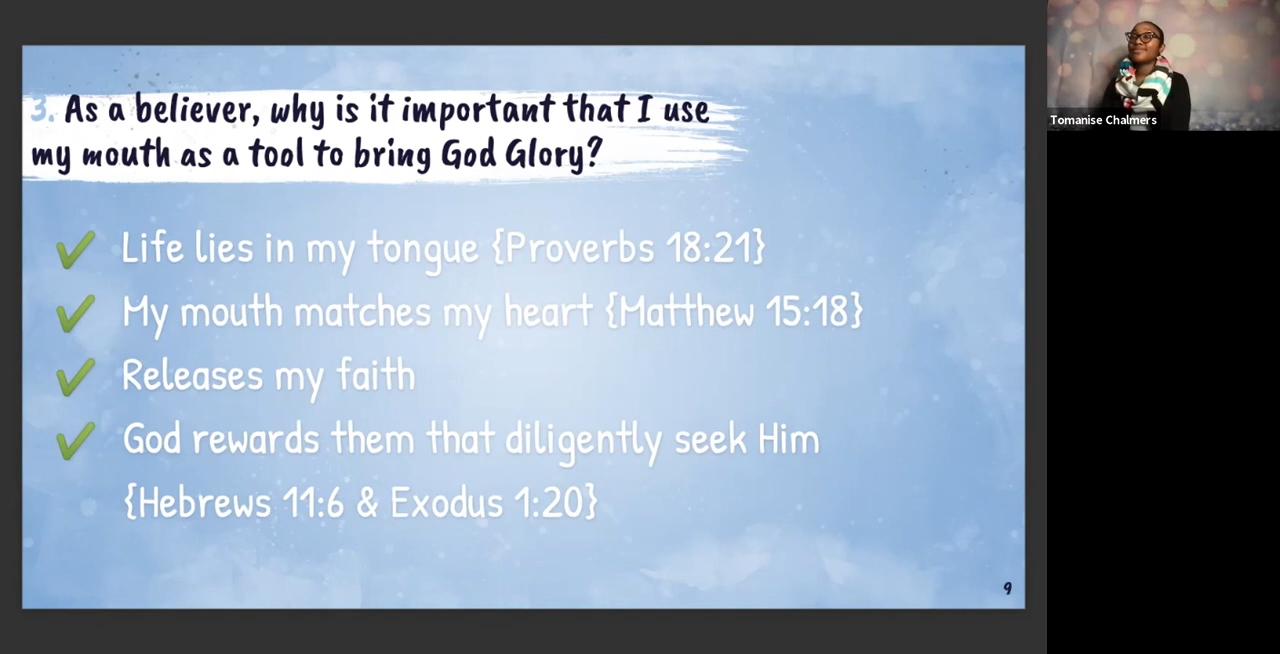 3. As a believer, why is it important that I use
my mouth as a tool to bring God Glory?
✔ Life lies in my tongue {Proverbs 18:21}
✔ My mouth matches my heart {Matthew 15:18}
✔ Releases my faith
✔ God rewards them that diligently seek Him
{Hebrews 11:6 & Exodus 1:20}
9
Tomanise Chalmers